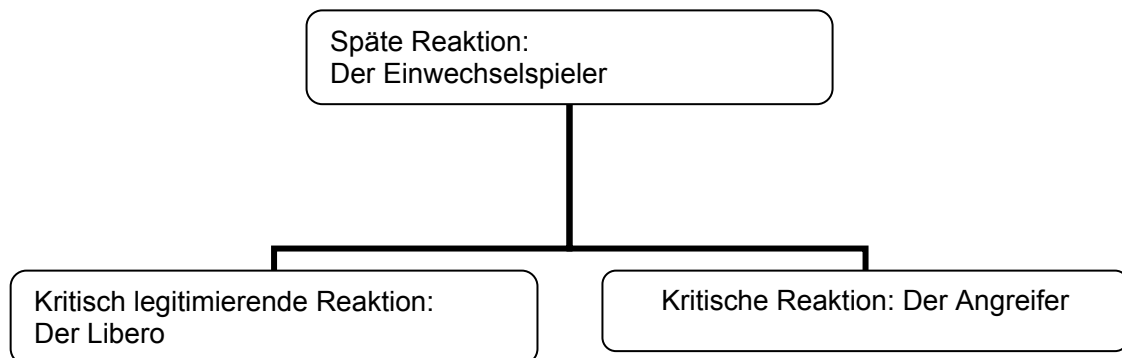 Späte Reaktion:
Der Einwechselspieler
Kritisch legitimierende Reaktion:
Der Libero
Kritische Reaktion: Der Angreifer